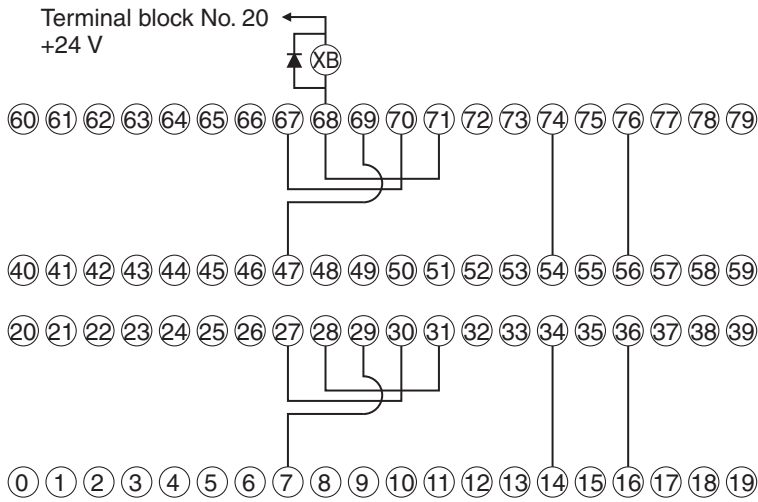 Terminal block No. 20
+24 V
XB
60 61 62 63 64 65 66 67 68 69 70 71 72 73 74 75 76 77 78 79
40 41 42 43 44 45 46 47 48 49 50 51 52 53 54 55 56 57 58 59
20 21 22 23 24 25 26 27 28 29 30 31 32 33 34 35 36 37 38 39
0 1 2 3 4 5 6 7 8 9 10 11 12 13 14 15 16 17 18 19